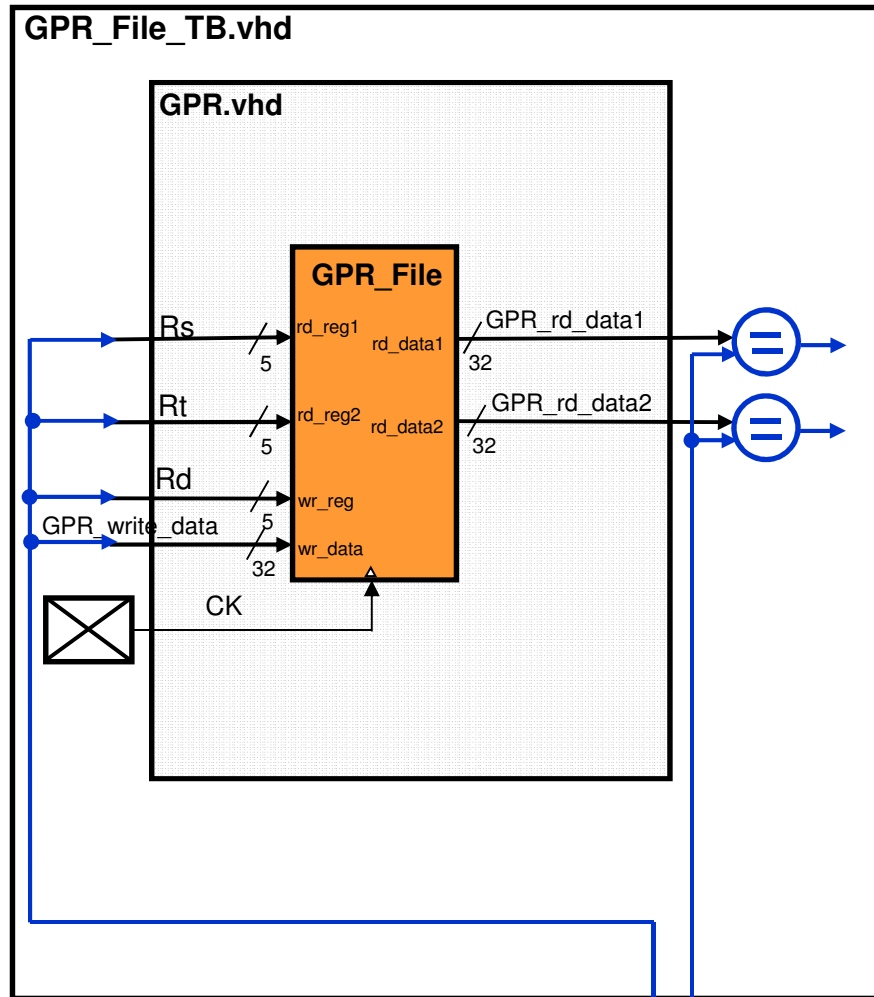 GPR_File_TB.vhd
GPR.vhd
GPR_File
Rs
5
rd_reg1
rd_data1
32
GPR_rd_data1
Rt
5
rd_reg2
rd_data2
32
GPR_rd_data2
Rd
5
wr_reg
GPR_write_data
32
wr_data
CK